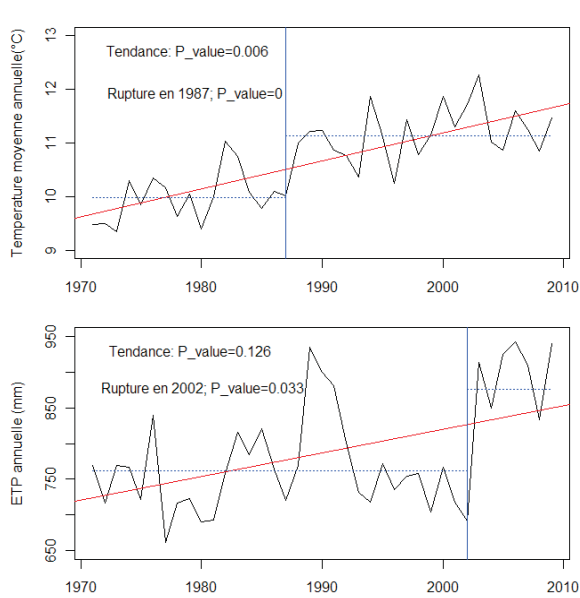 Temperature moyenne annuelle(°C)
13
12
11
10
9
Tendance: P_value=0.006
Rupture en 1987; P_value=0
1970 1980 1990 2000 2010
ETP annuelle (mm)
950
850
750
650
Tendance: P_value=0.126
Rupture en 2002; P_value=0.033
1970 1980 1990 2000 2010